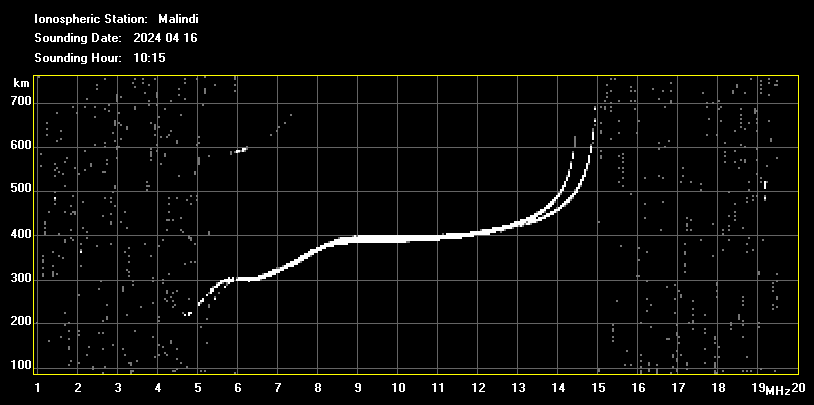 Ionospheric Station: Malindi
Sounding Date: 2024 04 16
Sounding Hour: 10:15
km
700
600
500
400
300
200
100
1 2 3 4 5 6 7 8 9 10 11 12 13 14 15 16 17 18 19 MHz 20